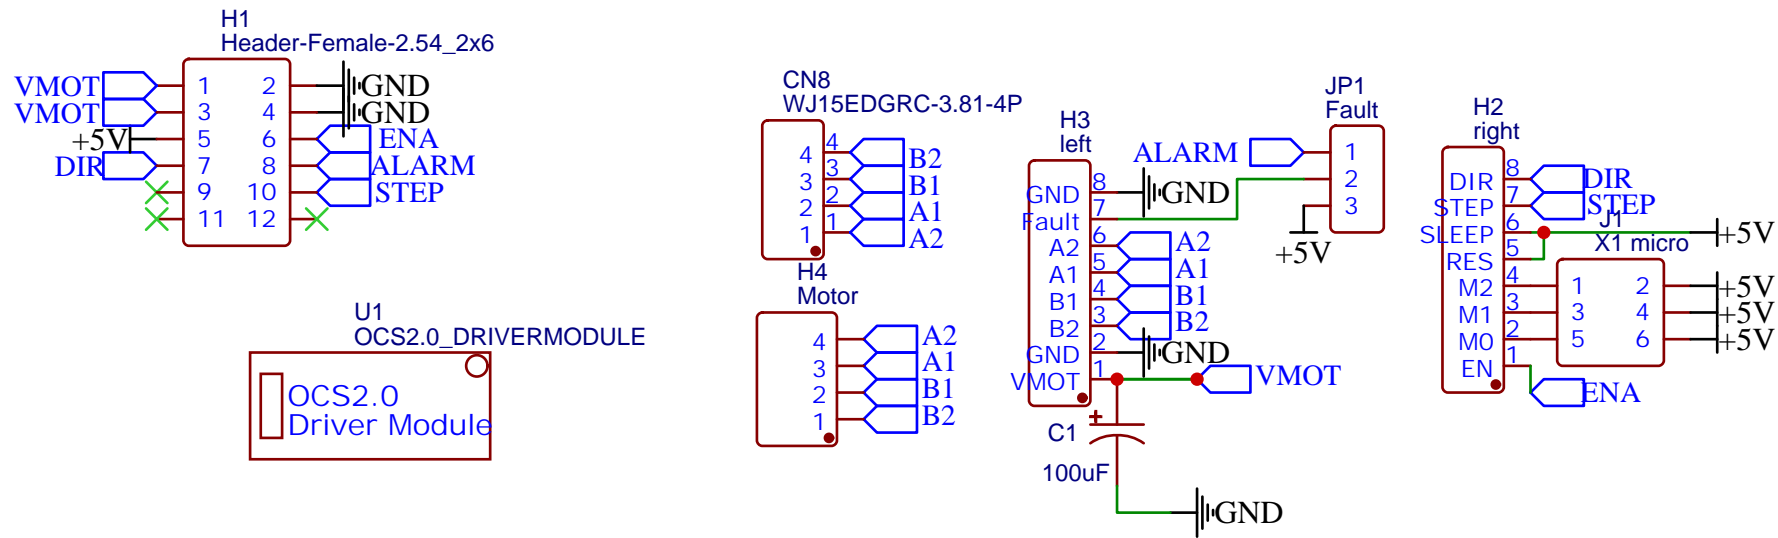 H1
Header-Female-2.54_2x6
VMOT 1 2 GND
VMOT 3 4 GND
+5V 5 6 ENA
DIR 7 8 ALARM
9 10 STEP
11 12
U1
OCS2.0_DRIVERMODULE
OCS2.0
Driver Module
CN8
WJ15EDGRC-3.81-4P
4 4 B2
3 3 B1
2 2 A1
1 1 A2
H4
Motor
4 A2
3 A1
2 B1
1 B2
H3
left
GND 8 GND
Fault 7
A2 6 A2
A1 5 A1
B1 4 B1
B2 3 B2
GND 2 GND
VMOT 1 VMOT
+
C1
100uF
GND
JP1
Fault
ALARM 1
2
3
+5V
H2
right
DIR 8 DIR
STEP 7 STEP
SLEEP 6 +5V
RES 5
M2 4
M1 3
M0 2
EN 1
ENA
J1
X1 micro
1 2 +5V
3 4 +5V
5 6 +5V